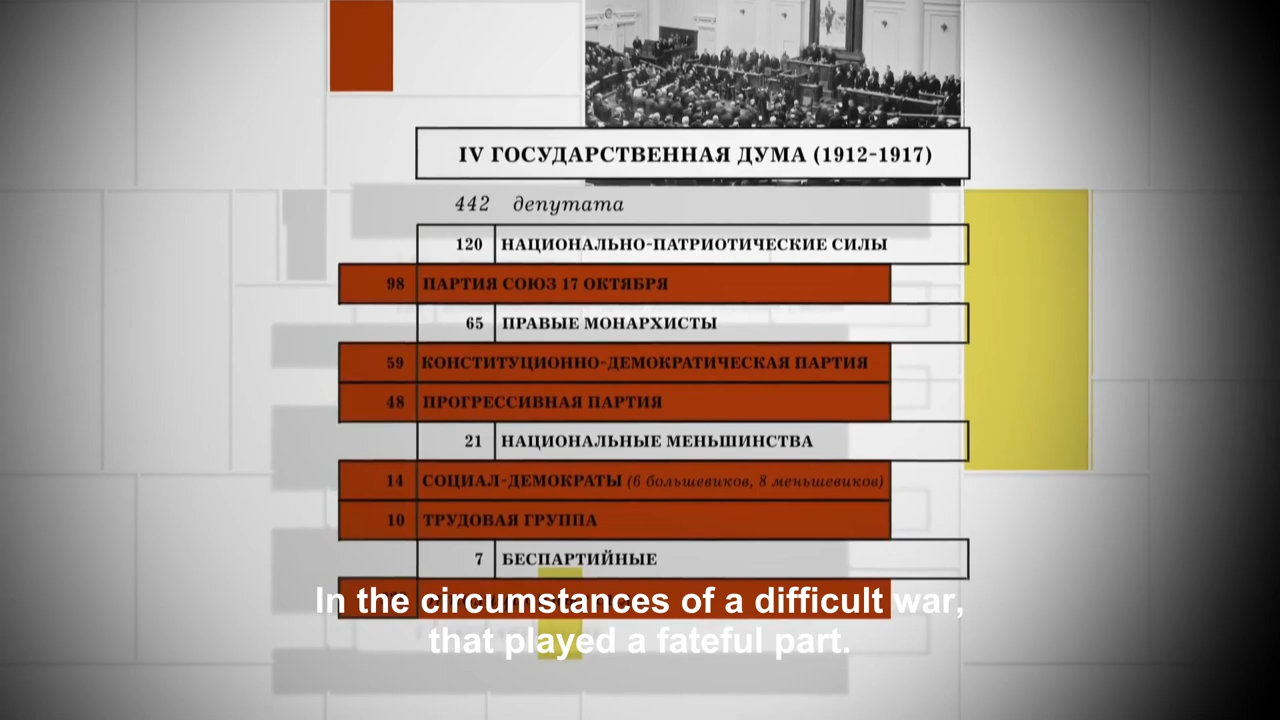 IV ГОСУДАРСТВЕННАЯ ДУМА (1912-1917)
442 депутата
120 НАЦИОНАЛЬНО-ПАТРИОТИЧЕСКИЕ СИЛЫ
98 ПАРТИЯ СОЮЗ 17 ОКТЯБРЯ
65 ПРАВЫЕ МОНАРХИСТЫ
59 КОНСТИТУЦИОННО-ДЕМОКРАТИЧЕСКАЯ ПАРТИЯ
48 ПРОГРЕССИВНАЯ ПАРТИЯ
21 НАЦИОНАЛЬНЫЕ МЕНЬШИНСТВА
14 СОЦИАЛ-ДЕМОКРАТЫ (6 большевиков, 8 меньшевиков)
10 ТРУДОВАЯ ГРУППА
7 БЕСПАРТИЙНЫЕ
In the circumstances of a difficult war,
that played a fateful part.